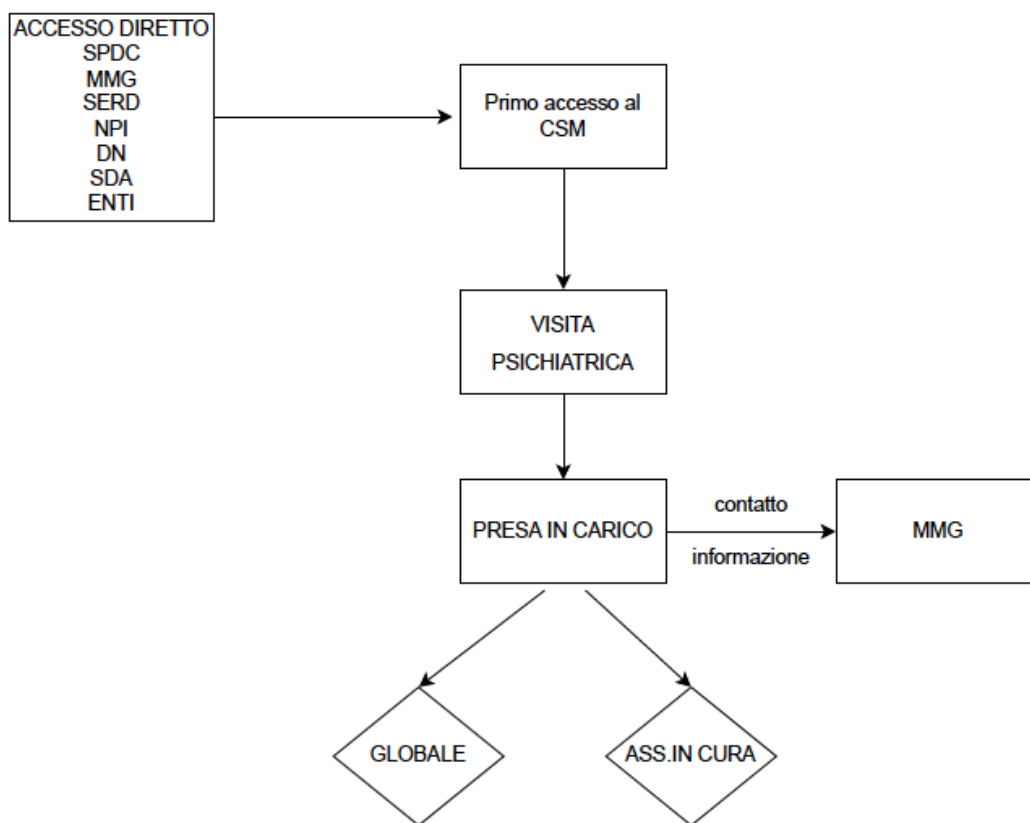 ACCESSO DIRETTO
SPDC
MMG
SERD
NPI
DN
SDA
ENTI
Primo accesso al
CSM
VISITA
PSICHIATRICA
PRESA IN CARICO
contatto
informazione
MMG
GLOBALE
ASS.IN CURA